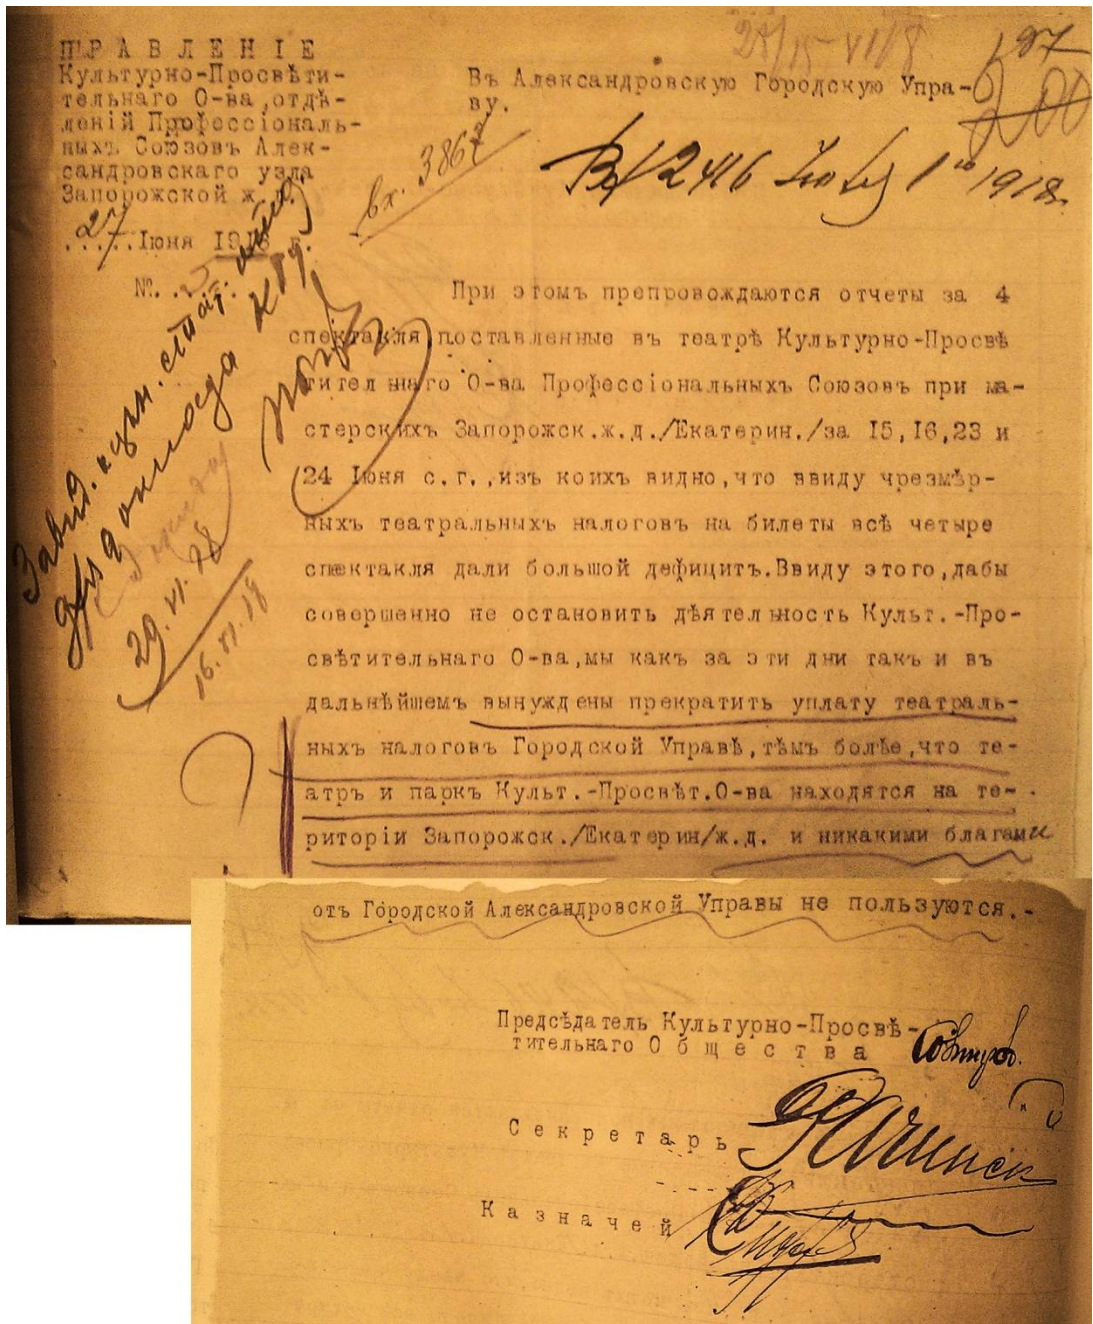 ПРАВЛЕНІЕ
Культурно-Просвѣти-
тельнаго О-ва,отдѣ-
леній Профессіональ-
ныхъ Союзовъ Алек-
сандровскаго узла
Запорожской ж.д.
27 Іюня 1918 г.
№.
вх. 3867
Въ Александровскую Городскую Упра-
ву.
197
200
Вх/2416 1918
При этомъ препровождаются отчеты за 4
спектакля,поставленные въ театрѣ Культурно-Просвѣ
тительнаго О-ва Профессіональныхъ Союзовъ при ма-
стерскихъ Запорожск.ж.д./Екатерин./за 15,16,23 и
24 Іюня с.г.,изъ коихъ видно,что ввиду чрезмѣр-
ныхъ театральныхъ налоговъ на билеты всѣ четыре
спектакля дали большой дефицитъ.Ввиду этого,дабы
совершенно не остановить дѣятельность Культ.-Про-
свѣтительнаго О-ва,мы какъ за эти дни такъ и въ
дальнѣйшемъ вынуждены прекратить уплату театраль-
ныхъ налоговъ Городской Управѣ,тѣмъ болѣе,что те-
атръ и паркъ Культ.-Просвѣт.О-ва находятся на те-
риторіи Запорожск./Екатерин/ж.д. и никакими благами
отъ Городской Александровской Управы не пользуются.-
29.VI.18
Предсѣдатель Культурно-Просвѣ-
тительнаго Общества
Секретарь
Казначей